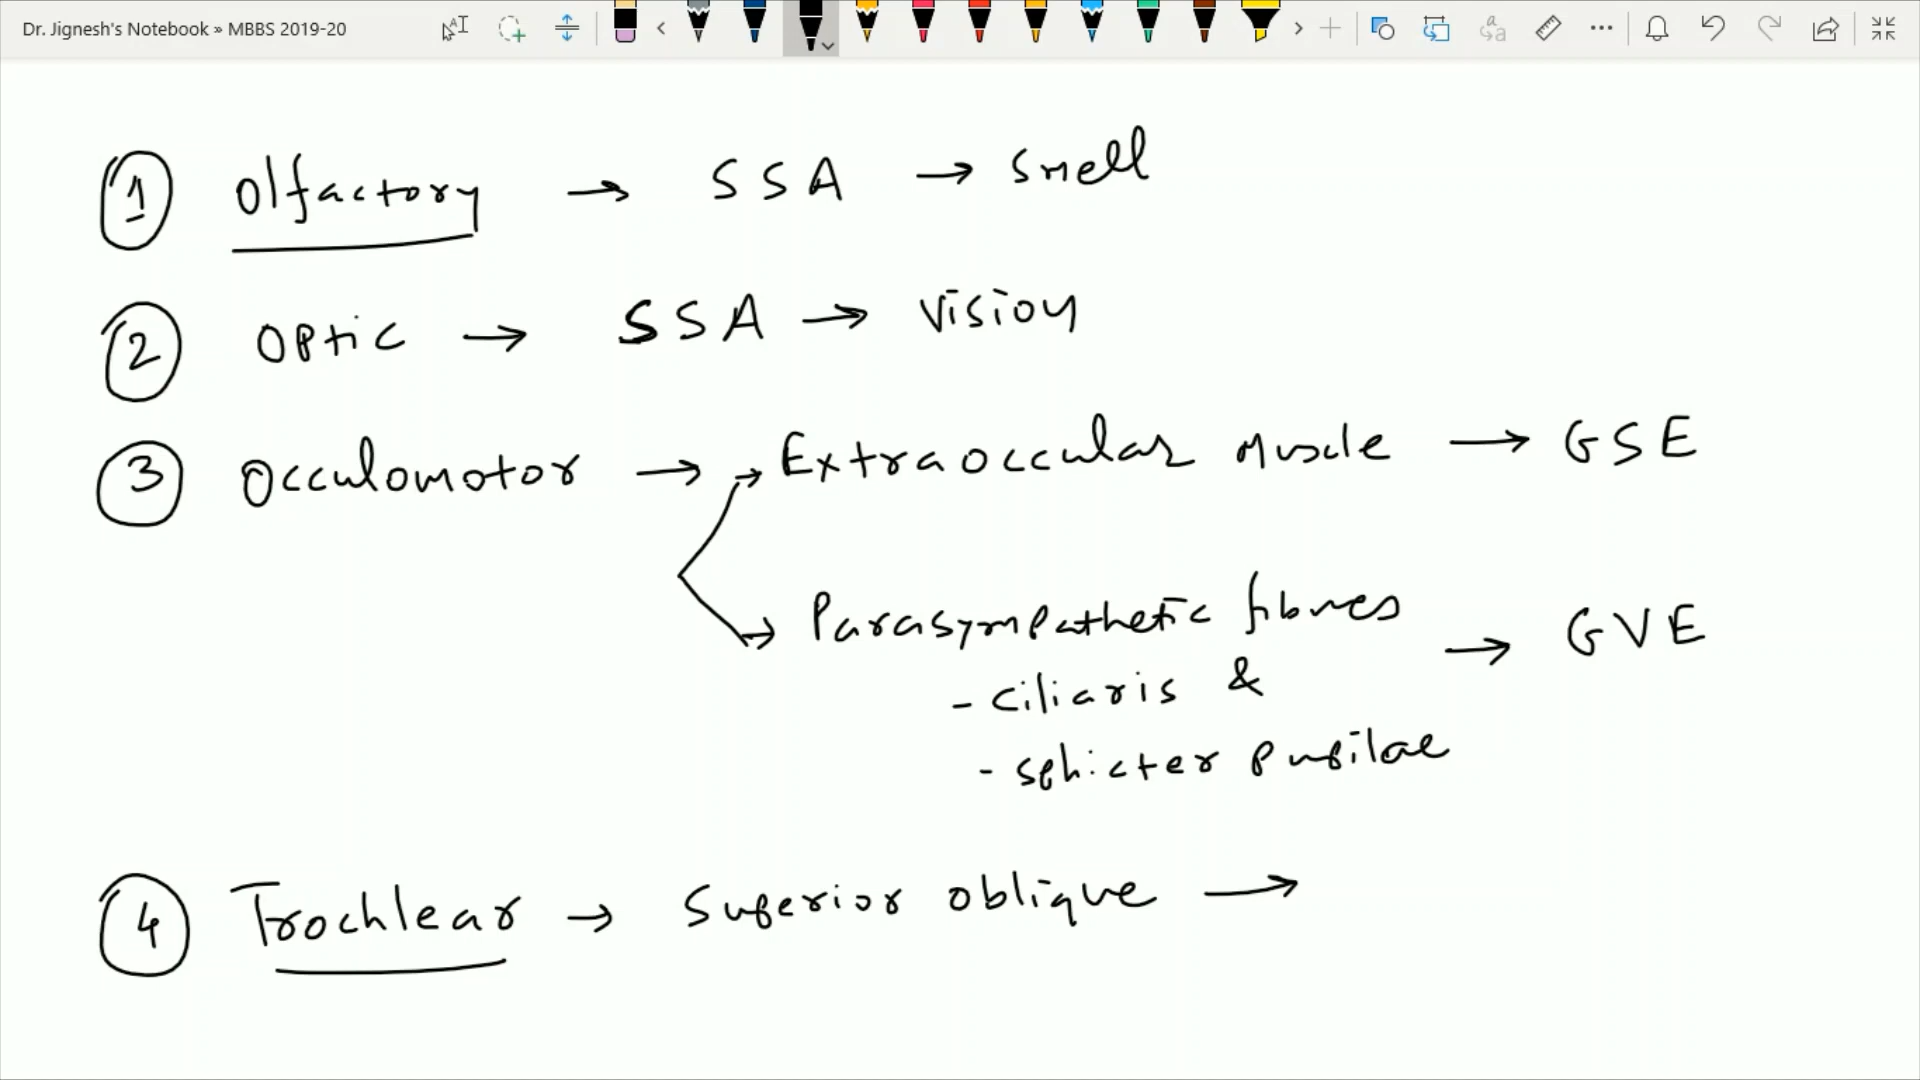 Dr. Jignesh's Notebook » MBBS 2019-20
1 Olfactory → SSA → Smell
2 Optic → SSA → Vision
3 Occulomotor → → Extraoccular Muscle → GSE
→ Parasympathetic fibres → GVE
- Ciliaris &
- Sphicter Pupilae
4 Trochlear → Superior oblique →